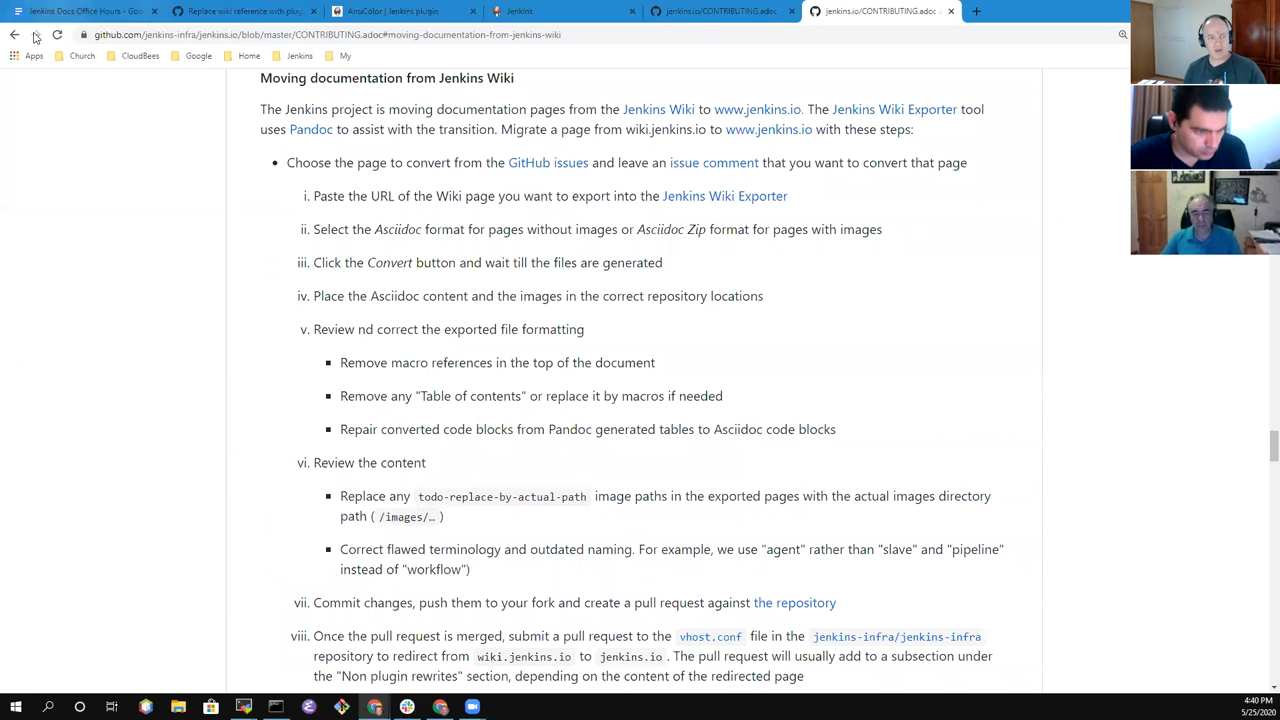 Jenkins Docs Office Hours - Goo
Replace wiki reference with plug
AnsiColor | Jenkins plugin
Jenkins
jenkins.io/CONTRIBUTING.adoc
jenkins.io/CONTRIBUTING.adoc
github.com/jenkins-infra/jenkins.io/blob/master/CONTRIBUTING.adoc#moving-documentation-from-jenkins-wiki
Apps Church CloudBees Google Home Jenkins My
Moving documentation from Jenkins Wiki
The Jenkins project is moving documentation pages from the Jenkins Wiki to www.jenkins.io. The Jenkins Wiki Exporter tool
uses Pandoc to assist with the transition. Migrate a page from wiki.jenkins.io to www.jenkins.io with these steps:
• Choose the page to convert from the GitHub issues and leave an issue comment that you want to convert that page
i. Paste the URL of the Wiki page you want to export into the Jenkins Wiki Exporter
ii. Select the Asciidoc format for pages without images or Asciidoc Zip format for pages with images
iii. Click the Convert button and wait till the files are generated
iv. Place the Asciidoc content and the images in the correct repository locations
v. Review nd correct the exported file formatting
▪ Remove macro references in the top of the document
▪ Remove any "Table of contents" or replace it by macros if needed
▪ Repair converted code blocks from Pandoc generated tables to Asciidoc code blocks
vi. Review the content
▪ Replace any todo-replace-by-actual-path image paths in the exported pages with the actual images directory
path ( /images/… )
▪ Correct flawed terminology and outdated naming. For example, we use "agent" rather than "slave" and "pipeline"
instead of "workflow")
vii. Commit changes, push them to your fork and create a pull request against the repository
viii. Once the pull request is merged, submit a pull request to the vhost.conf file in the jenkins-infra/jenkins-infra
repository to redirect from wiki.jenkins.io to jenkins.io . The pull request will usually add to a subsection under
the "Non plugin rewrites" section, depending on the content of the redirected page
4:40 PM
5/25/2020